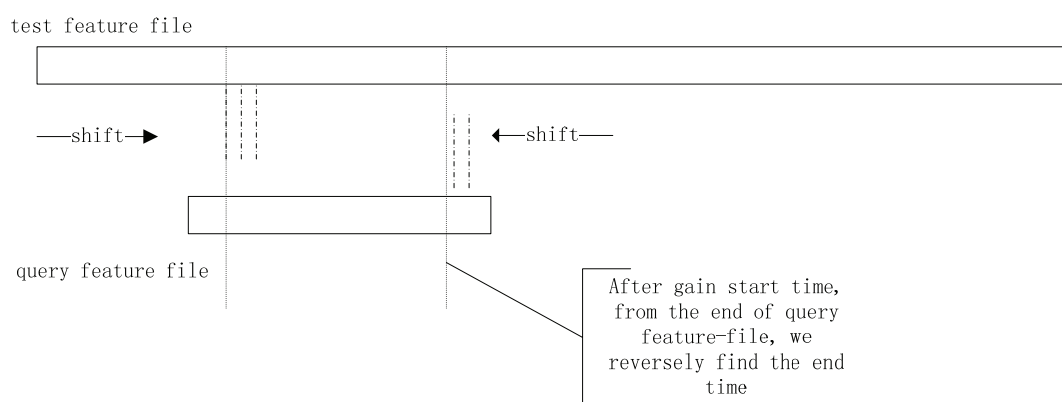 test feature file
shift
shift
query feature file
After gain start time,
from the end of query
feature-file, we
reversely find the end
time